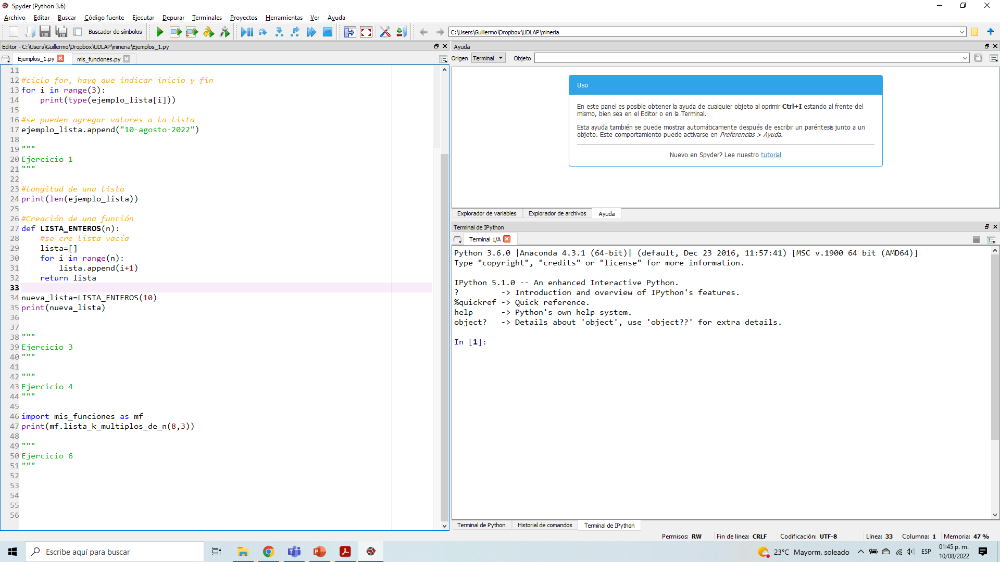 Spyder (Python 3.6)
Archivo Editar Buscar Código fuente Ejecutar Depurar Terminales Proyectos Herramientas Ver Ayuda
Buscador de símbolos
C:\Users\Guillermo\Dropbox\UDLAP\mineria
Editor - C:\Users\Guillermo\Dropbox\UDLAP\mineria\Ejemplos_1.py
Ejemplos_1.py mis_funciones.py
11
12 #ciclo for, hayq que indicar inicio y fin
13 for i in range(3):
14     print(type(ejemplo_lista[i]))
15
16 #se pueden agregar valores a la lista
17 ejemplo_lista.append("10-agosto-2022")
18
19 """
20 Ejercicio 1
21 """
22
23 #longitud de una lista
24 print(len(ejemplo_lista))
25
26 #Creación de una función
27 def LISTA_ENTEROS(n):
28     #se cre lista vacía
29     lista=[]
30     for i in range(n):
31         lista.append(i+1)
32     return lista
33
34 nueva_lista=LISTA_ENTEROS(10)
35 print(nueva_lista)
36
37
38 """
39 Ejercicio 3
40 """
41
42 """
43 Ejercicio 4
44 """
45
46 import mis_funciones as mf
47 print(mf.lista_k_multiplos_de_n(8,3))
48
49 """
50 Ejercicio 6
51 """
52
53
54
55
56
Ayuda
Origen Terminal Objeto
Uso
En este panel es posible obtener la ayuda de cualquier objeto al oprimir Ctrl+I estando al frente del
mismo, bien sea en el Editor o en la Terminal.
Esta ayuda también se puede mostrar automáticamente después de escribir un paréntesis junto a un
objeto. Este comportamiento puede activarse en Preferencias > Ayuda.
Nuevo en Spyder? Lee nuestro tutorial
Explorador de variables Explorador de archivos Ayuda
Terminal de IPython
Terminal 1/A
Python 3.6.0 |Anaconda 4.3.1 (64-bit)| (default, Dec 23 2016, 11:57:41) [MSC v.1900 64 bit (AMD64)]
Type "copyright", "credits" or "license" for more information.
IPython 5.1.0 -- An enhanced Interactive Python.
?         -> Introduction and overview of IPython's features.
%quickref -> Quick reference.
help      -> Python's own help system.
object?   -> Details about 'object', use 'object??' for extra details.
In [1]:
Terminal de Python Historial de comandos Terminal de IPython
Permisos: RW Fin de línea: CRLF Codificación: UTF-8 Línea: 33 Columna: 1 Memoria: 47 %
Escribe aquí para buscar
23°C Mayorm. soleado ESP 01:45 p. m.
10/08/2022